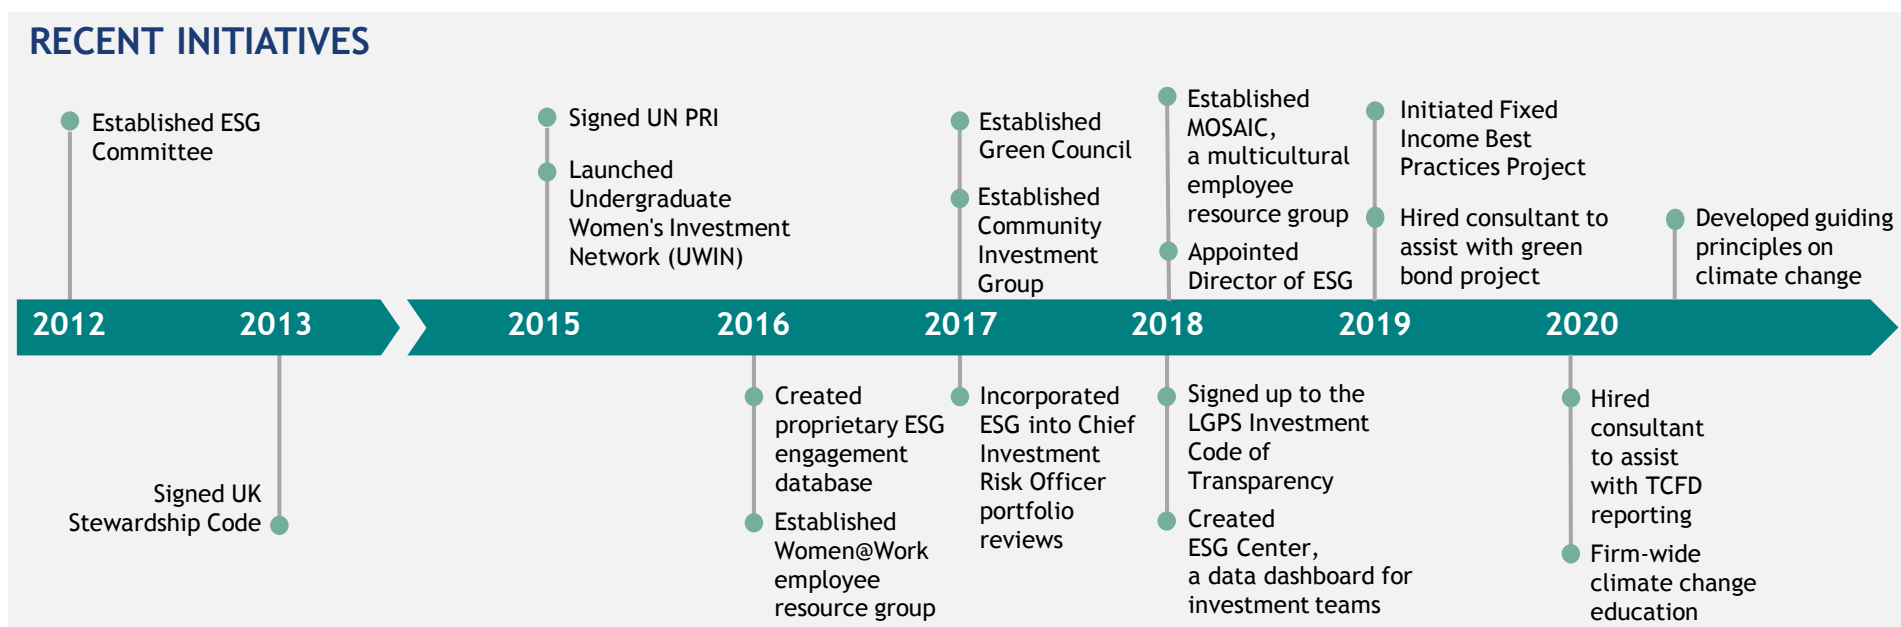 RECENT INITIATIVES
Established ESG
Committee
Signed UN PRI
Launched
Undergraduate
Women's Investment
Network (UWIN)
Established
Green Council
Established
Community
Investment
Group
Established
MOSAIC,
a multicultural
employee
resource group
Appointed
Director of ESG
Initiated Fixed
Income Best
Practices Project
Hired consultant to
assist with green
bond project
Developed guiding
principles on
climate change
2012 2013 2015 2016 2017 2018 2019 2020
Signed UK
Stewardship Code
Created
proprietary ESG
engagement
database
Established
Women@Work
employee
resource group
Incorporated
ESG into Chief
Investment
Risk Officer
portfolio
reviews
Signed up to the
LGPS Investment
Code of
Transparency
Created
ESG Center,
a data dashboard for
investment teams
Hired
consultant
to assist
with TCFD
reporting
Firm-wide
climate change
education